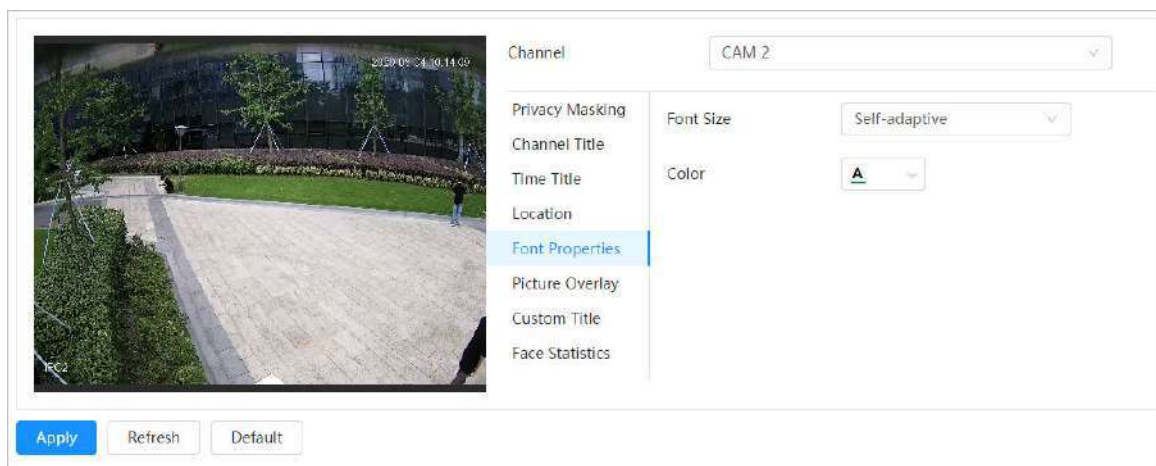 Channel
CAM 2
Privacy Masking
Channel Title
Time Title
Location
Font Properties
Picture Overlay
Custom Title
Face Statistics
Font Size
Self-adaptive
Color
A
Apply
Refresh
Default